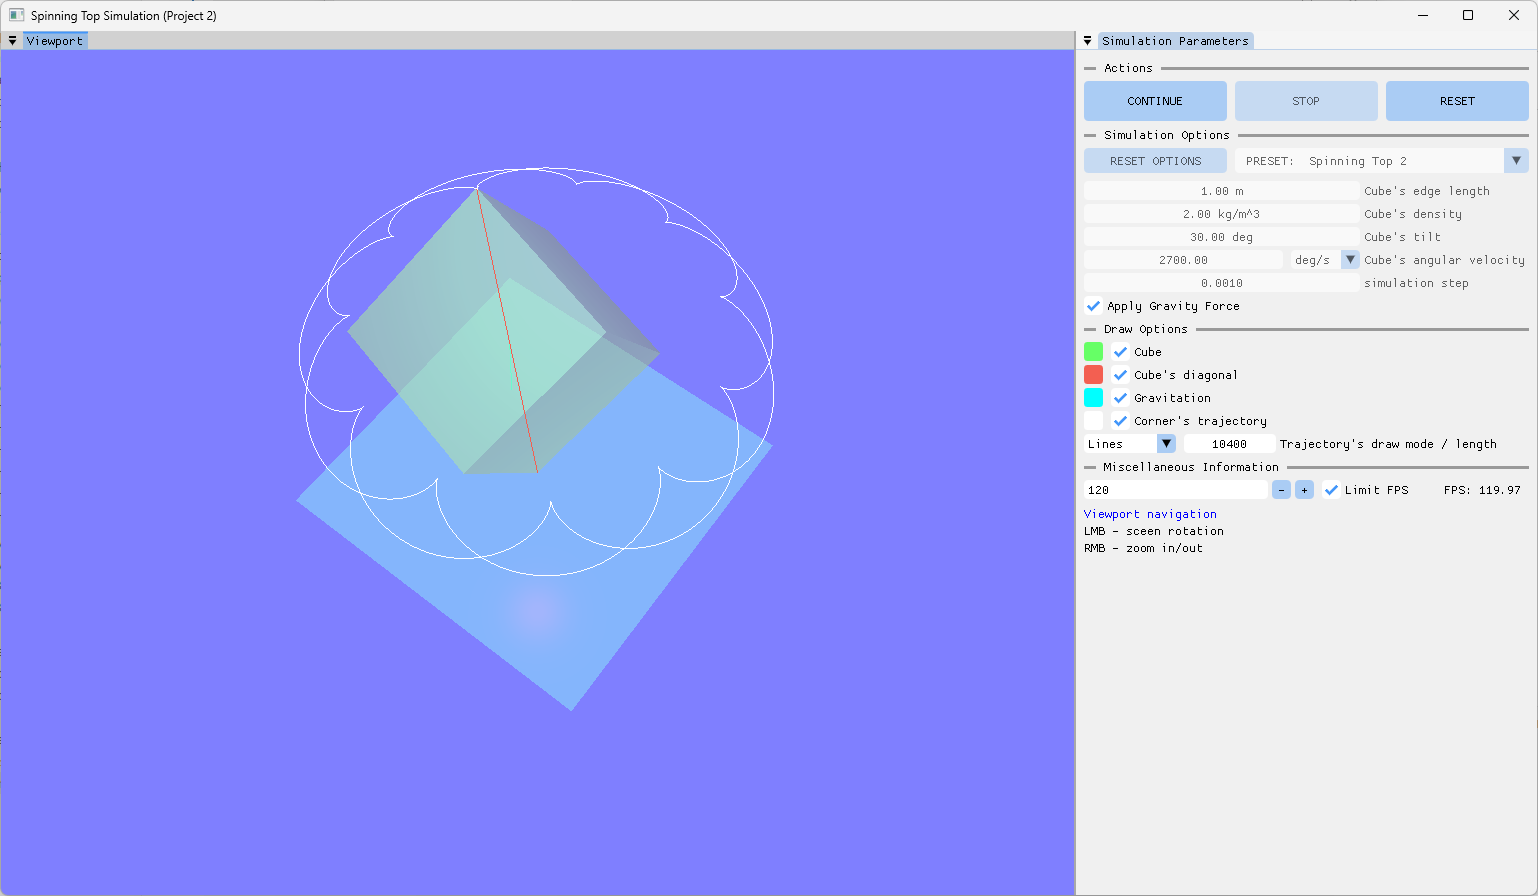 Spinning Top Simulation (Project 2)
Viewport
Simulation Parameters
Actions
CONTINUE STOP RESET
Simulation Options
RESET OPTIONS PRESET: Spinning Top 2
1.00 m Cube's edge length
2.00 kg/m^3 Cube's density
30.00 deg Cube's tilt
2700.00 deg/s Cube's angular velocity
0.0010 simulation step
Apply Gravity Force
Draw Options
Cube
Cube's diagonal
Gravitation
Corner's trajectory
Lines 10400 Trajectory's draw mode / length
Miscellaneous Information
120 - + Limit FPS FPS: 119.97
Viewport navigation
LMB - sceen rotation
RMB - zoom in/out